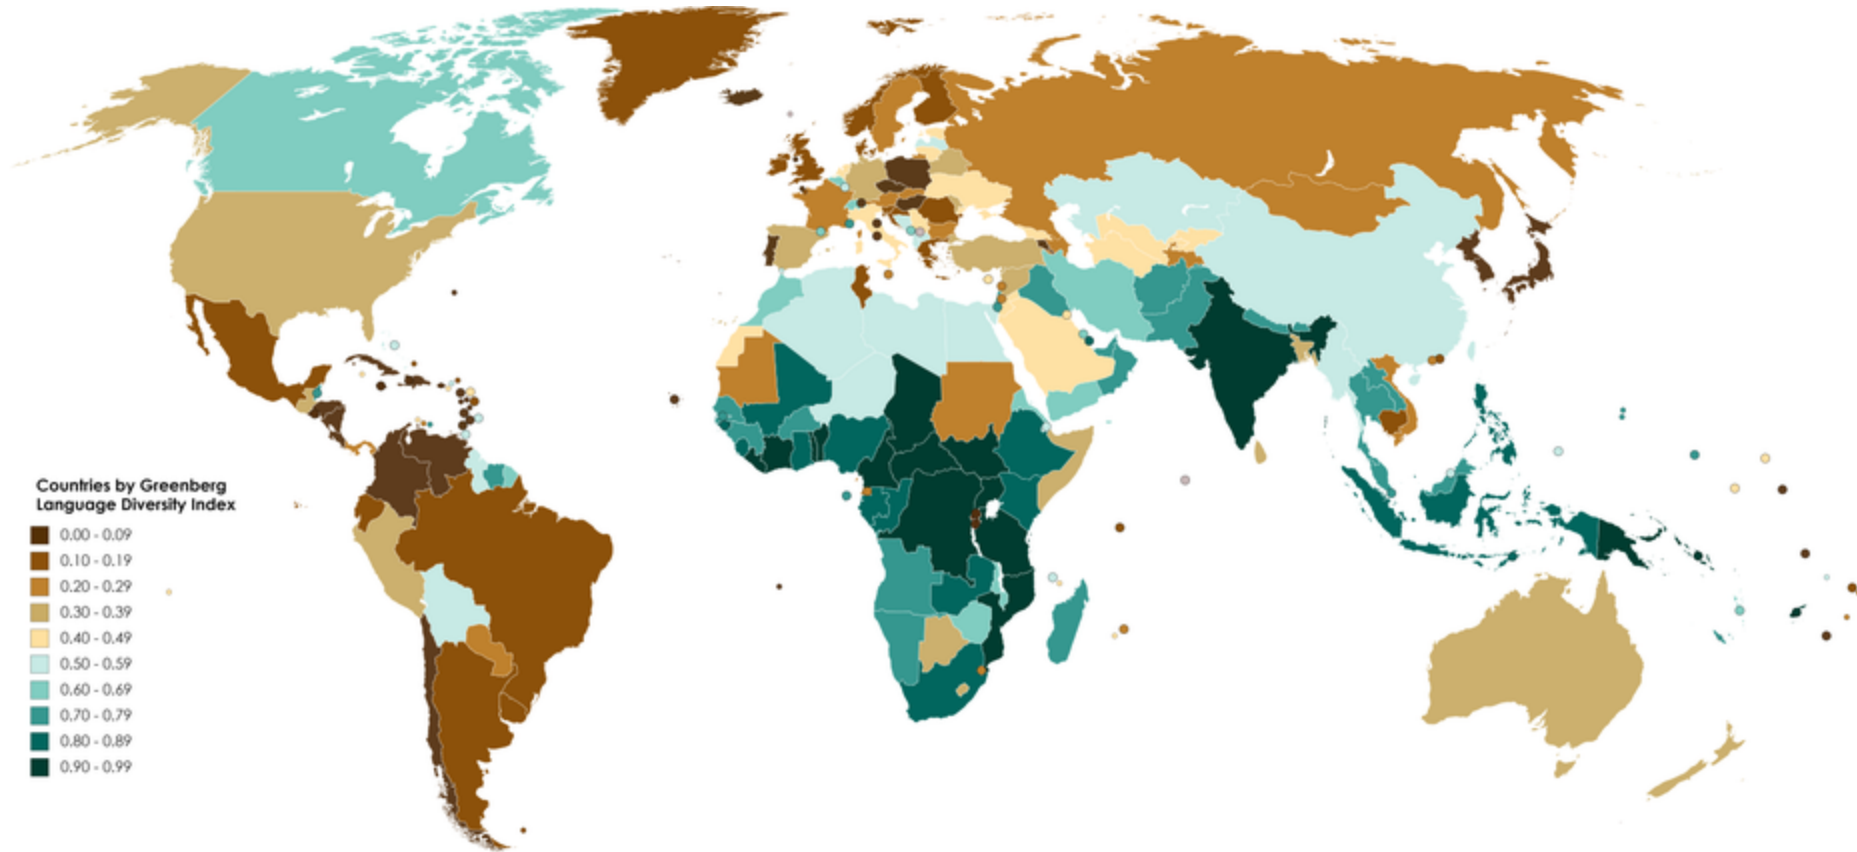 Countries by Greenberg
Language Diversity Index
0.00 - 0.09
0.10 - 0.19
0.20 - 0.29
0.30 - 0.39
0.40 - 0.49
0.50 - 0.59
0.60 - 0.69
0.70 - 0.79
0.80 - 0.89
0.90 - 0.99